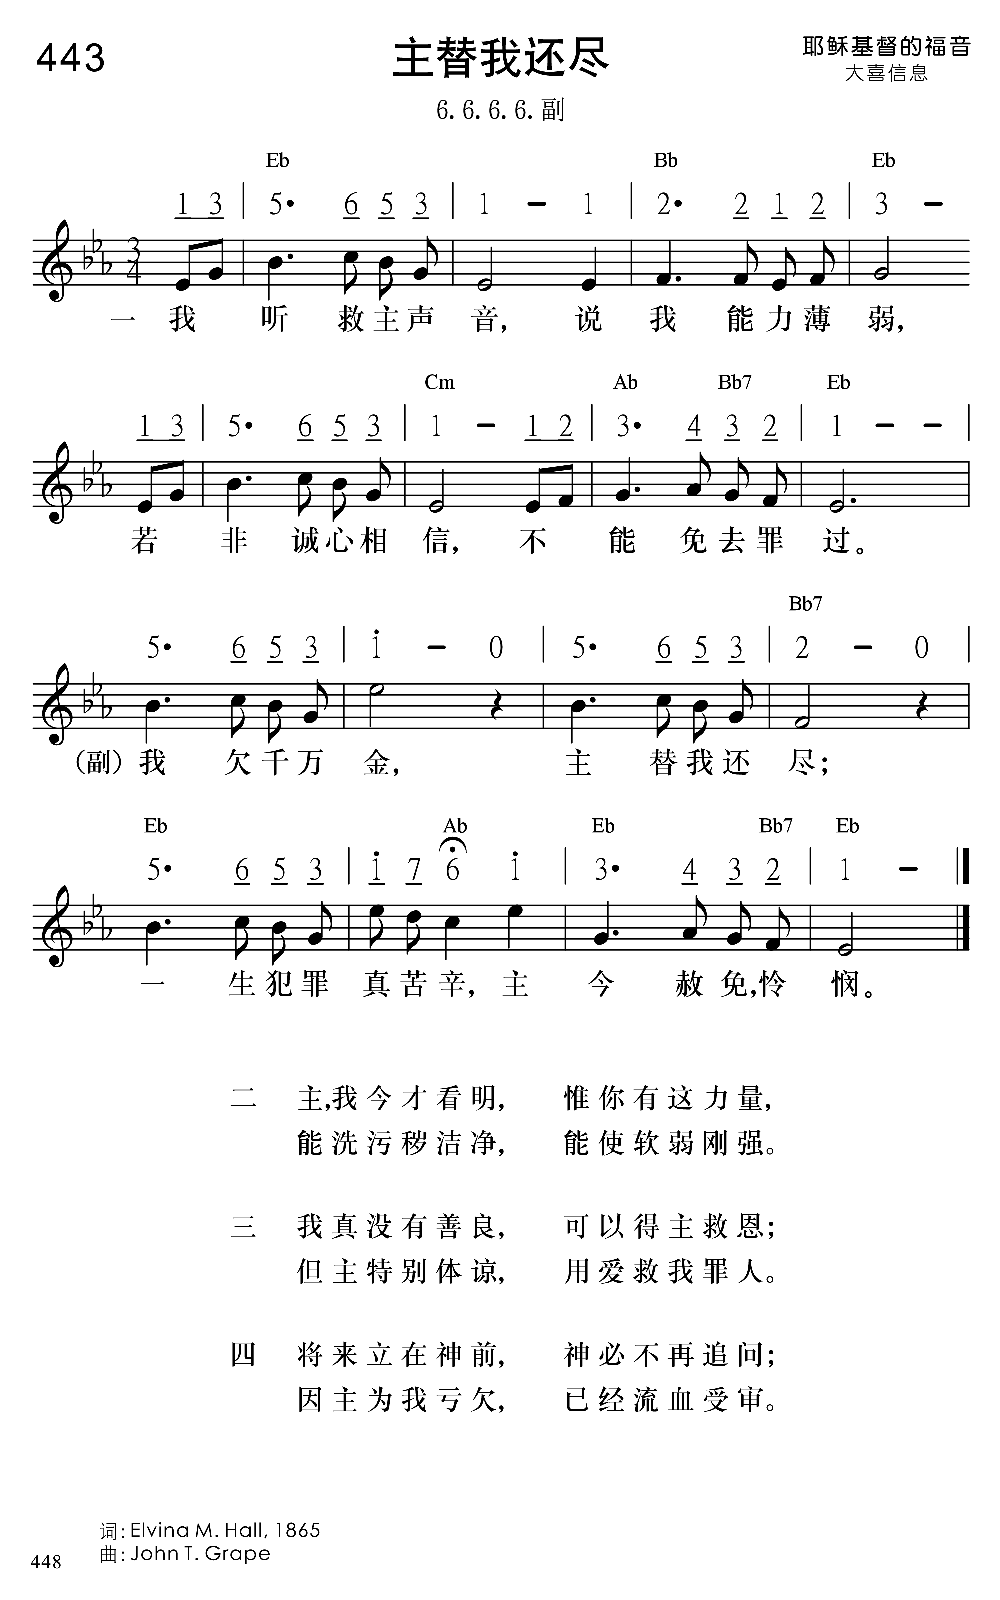 443 主替我还尽 耶稣基督的福音
大喜信息
6. 6. 6. 6. 副
Eb Bb Eb
1 3 | 5· 6 5 3 | 1 - 1 | 2· 2 1 2 | 3 -
3
4
一 我 听 救主声 音, 说 我 能力薄 弱,
Cm Ab Bb7 Eb
1 3 | 5· 6 5 3 | 1 - 1 2 | 3· 4 3 2 | 1 - - |
若 非 诚心相 信, 不 能 免去罪 过。
Bb7
5· 6 5 3 | i - 0 | 5· 6 5 3 | 2 - 0 |
(副) 我 欠千万 金, 主 替我还 尽;
Eb Ab Eb Bb7 Eb
5· 6 5 3 | i 7 6 i | 3· 4 3 2 | 1 - |
一 生犯罪 真苦辛, 主 今 赦免,怜 悯。
二 主,我今才看明, 惟你有这力量,
能洗污秽洁净, 能使软弱刚强。
三 我真没有善良, 可以得主救恩;
但主特别体谅, 用爱救我罪人。
四 将来立在神前, 神必不再追问;
因主为我亏欠, 已经流血受审。
词: Elvina M. Hall, 1865
曲: John T. Grape
448